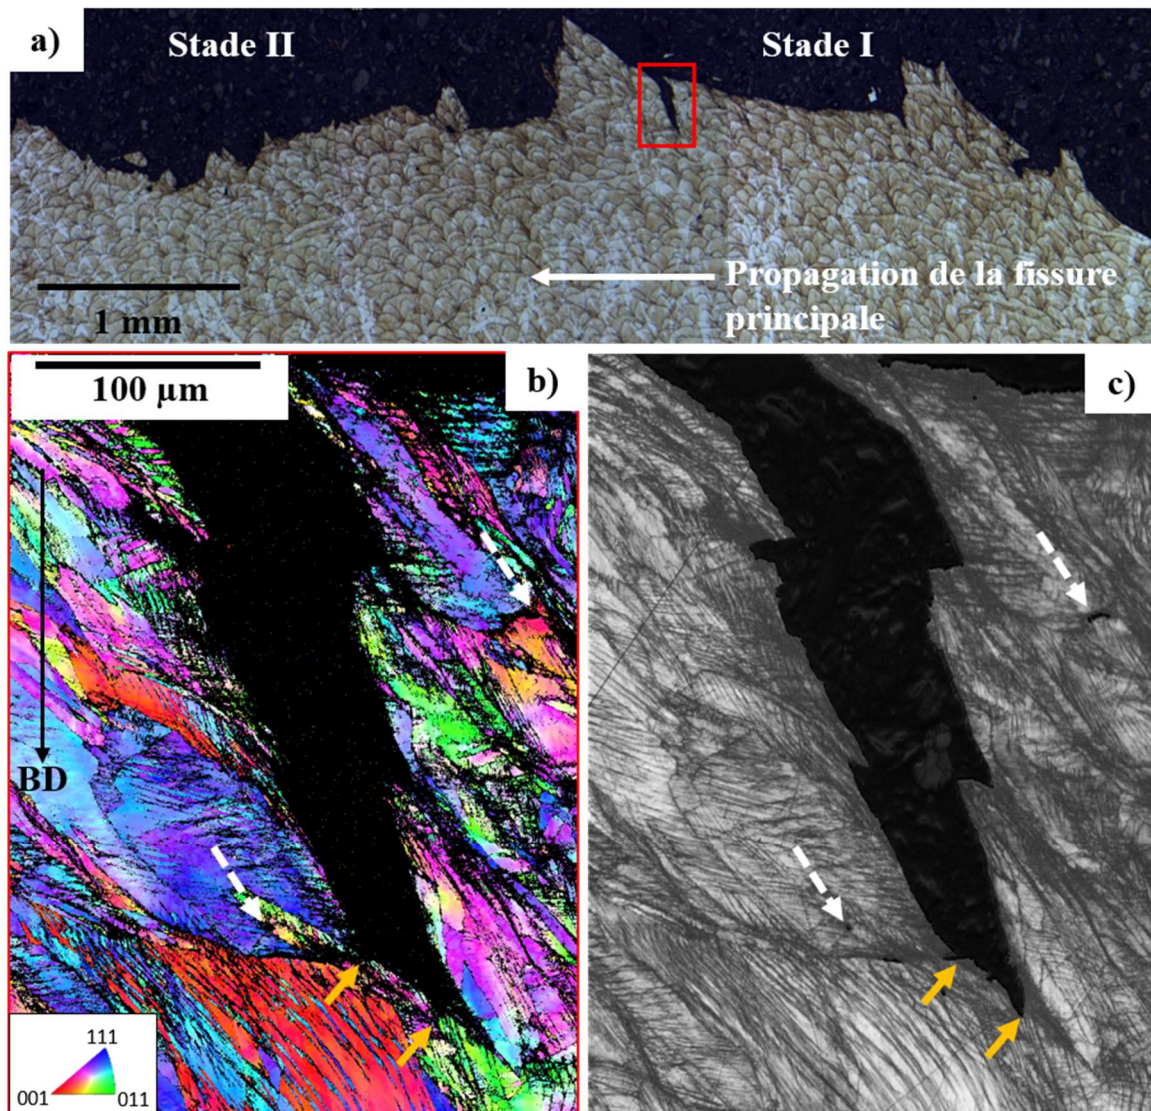 a)
Stade II
Stade I
Propagation de la fissure
principale
1 mm
100 µm
b)
c)
BD
111
001
011